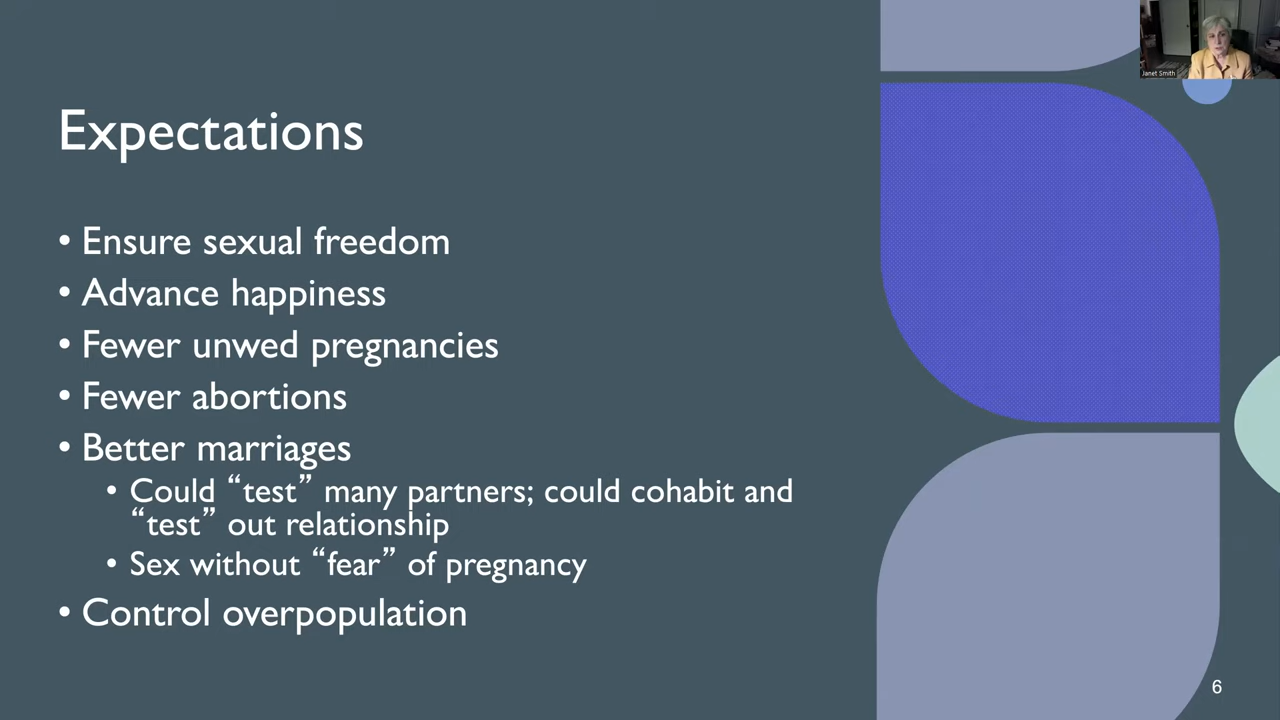 Janet Smith
Expectations
• Ensure sexual freedom
• Advance happiness
• Fewer unwed pregnancies
• Fewer abortions
• Better marriages
• Could “test” many partners; could cohabit and
“test” out relationship
• Sex without “fear” of pregnancy
• Control overpopulation
6